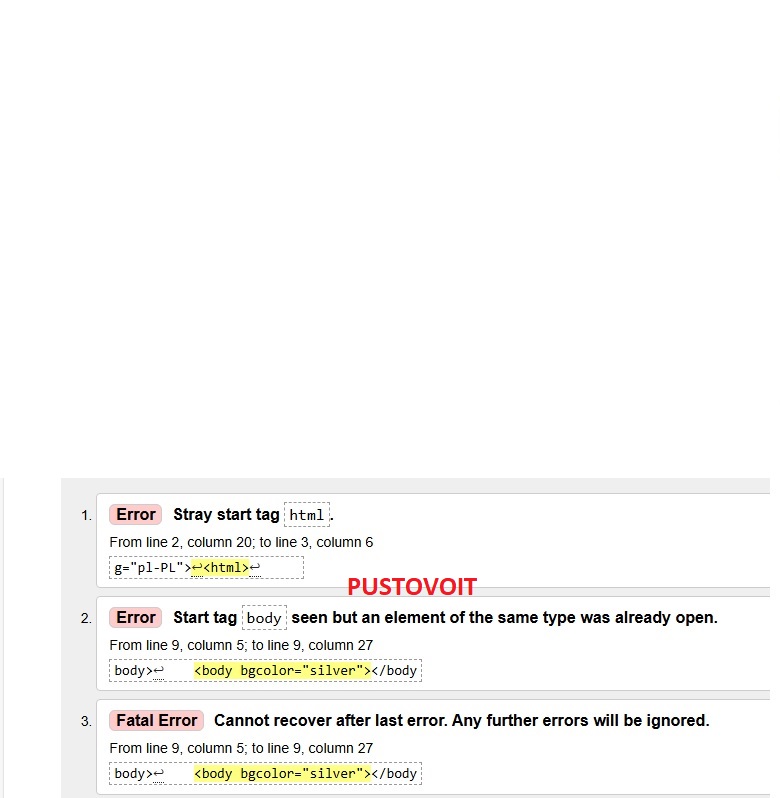 1. Error Stray start tag html.
From line 2, column 20; to line 3, column 6
g="pl-PL">↩<html>↩
PUSTOVOIT
2. Error Start tag body seen but an element of the same type was already open.
From line 9, column 5; to line 9, column 27
body>↩ <body bgcolor="silver"></body
3. Fatal Error Cannot recover after last error. Any further errors will be ignored.
From line 9, column 5; to line 9, column 27
body>↩ <body bgcolor="silver"></body